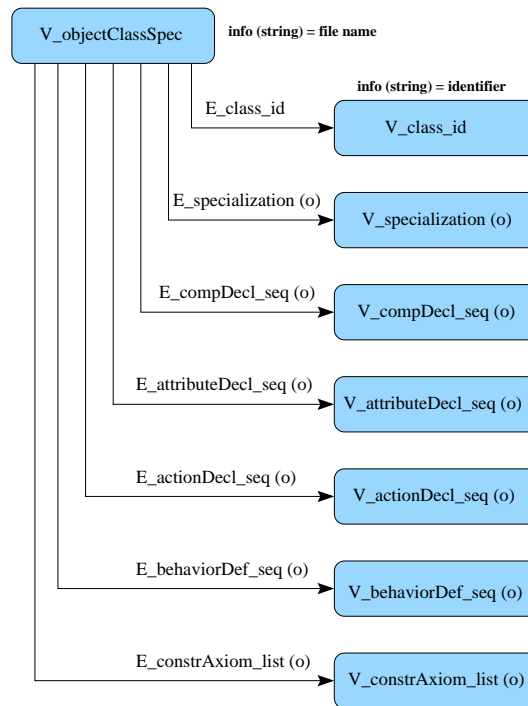 V_objectClassSpec
info (string) = file name
info (string) = identifier
E_class_id
V_class_id
E_specialization (o)
V_specialization (o)
E_compDecl_seq (o)
V_compDecl_seq (o)
E_attributeDecl_seq (o)
V_attributeDecl_seq (o)
E_actionDecl_seq (o)
V_actionDecl_seq (o)
E_behaviorDef_seq (o)
V_behaviorDef_seq (o)
E_constrAxiom_list (o)
V_constrAxiom_list (o)